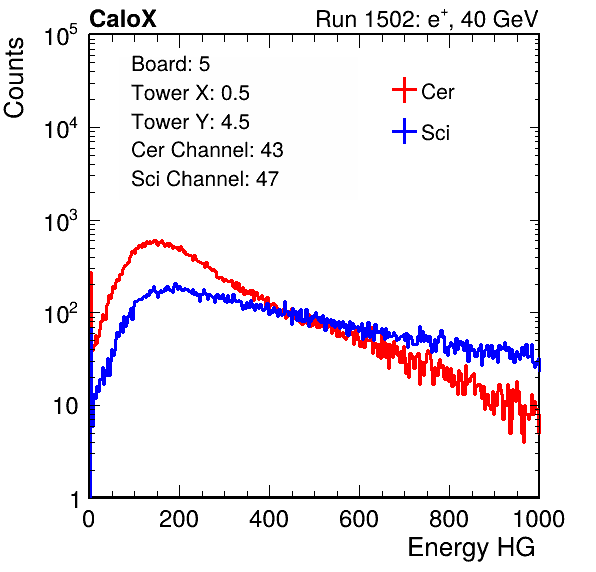 CaloX Run 1502: e⁺, 40 GeV
Counts
Board: 5
Tower X: 0.5
Tower Y: 4.5
Cer Channel: 43
Sci Channel: 47
Cer
Sci
10⁵
10⁴
10³
10²
10
1
0 200 400 600 800 1000
Energy HG